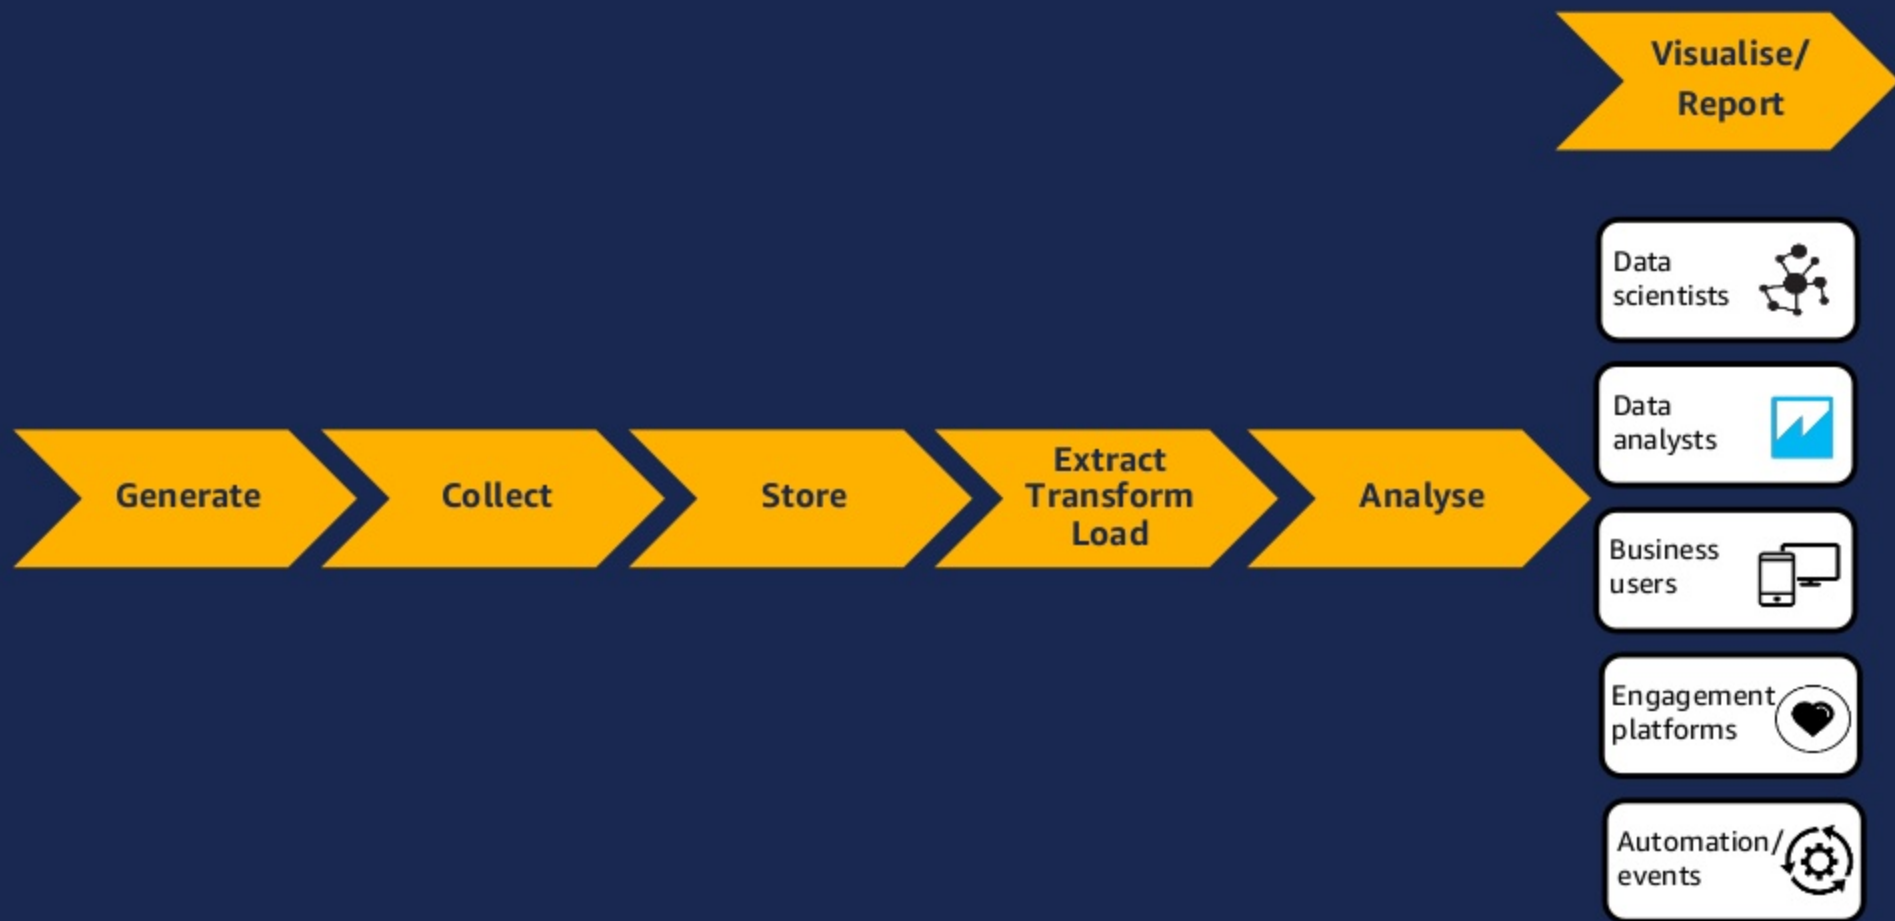 Visualise/
Report
Data
scientists
Data
analysts
Generate
Collect
Store
Extract
Transform
Load
Analyse
Business
users
Engagement
platforms
Automation/
events